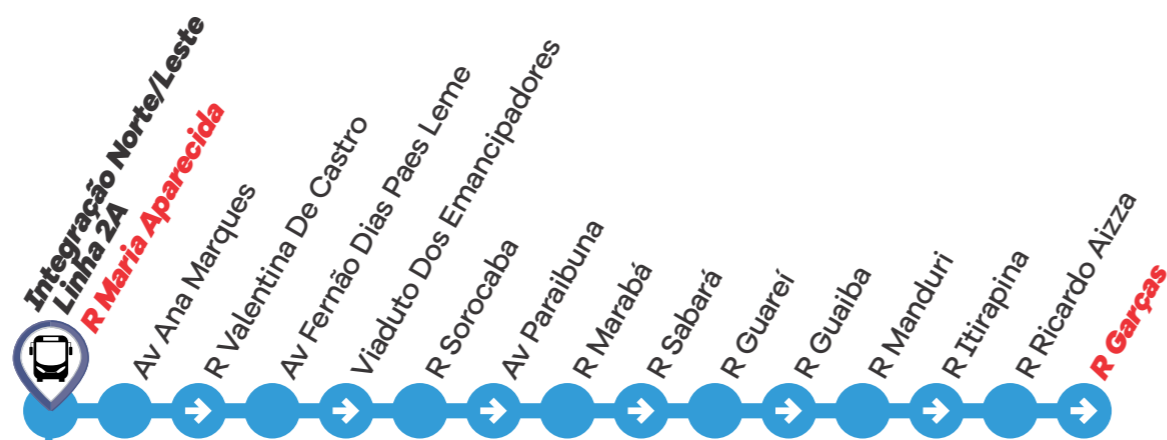 Integração Norte/Leste
Linha 2A
R Maria Aparecida
Av Ana Marques
R Valentina De Castro
Av Fernão Dias Paes Leme
Viaduto Dos Emancipadores
R Sorocaba
Av Paraibuna
R Marabá
R Sabará
R Guareí
R Guaiba
R Manduri
R Itirapina
R Ricardo Aizza
R Garças